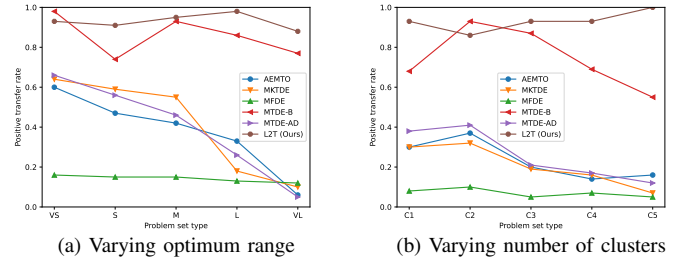 1.0
0.8
0.6
0.4
0.2
0.0
Positive transfer rate
VS S M L VL
Problem set type
AEMTO
MKTDE
MFDE
MTDE-B
MTDE-AD
L2T (Ours)
(a) Varying optimum range
1.0
0.8
0.6
0.4
0.2
0.0
Positive transfer rate
C1 C2 C3 C4 C5
Problem set type
AEMTO
MKTDE
MFDE
MTDE-B
MTDE-AD
L2T (Ours)
(b) Varying number of clusters